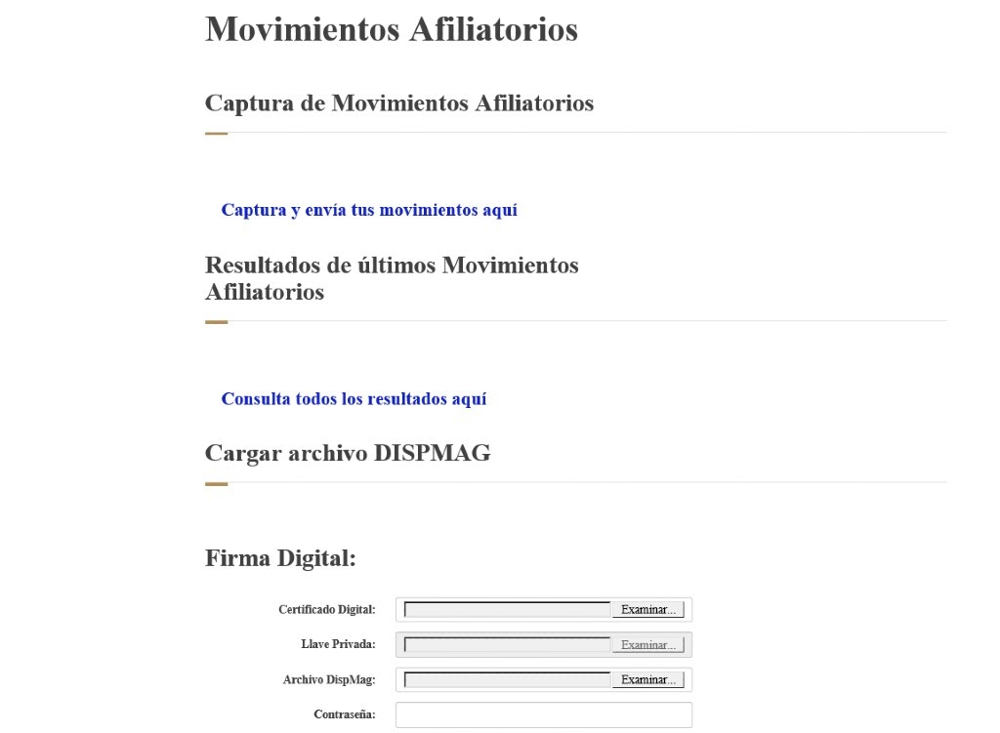 Movimientos Afiliatorios
Captura de Movimientos Afiliatorios
Captura y envía tus movimientos aquí
Resultados de últimos Movimientos
Afiliatorios
Consulta todos los resultados aquí
Cargar archivo DISPMAG
Firma Digital:
Certificado Digital: Examinar...
Llave Privada: Examinar...
Archivo DispMag: Examinar...
Contraseña: